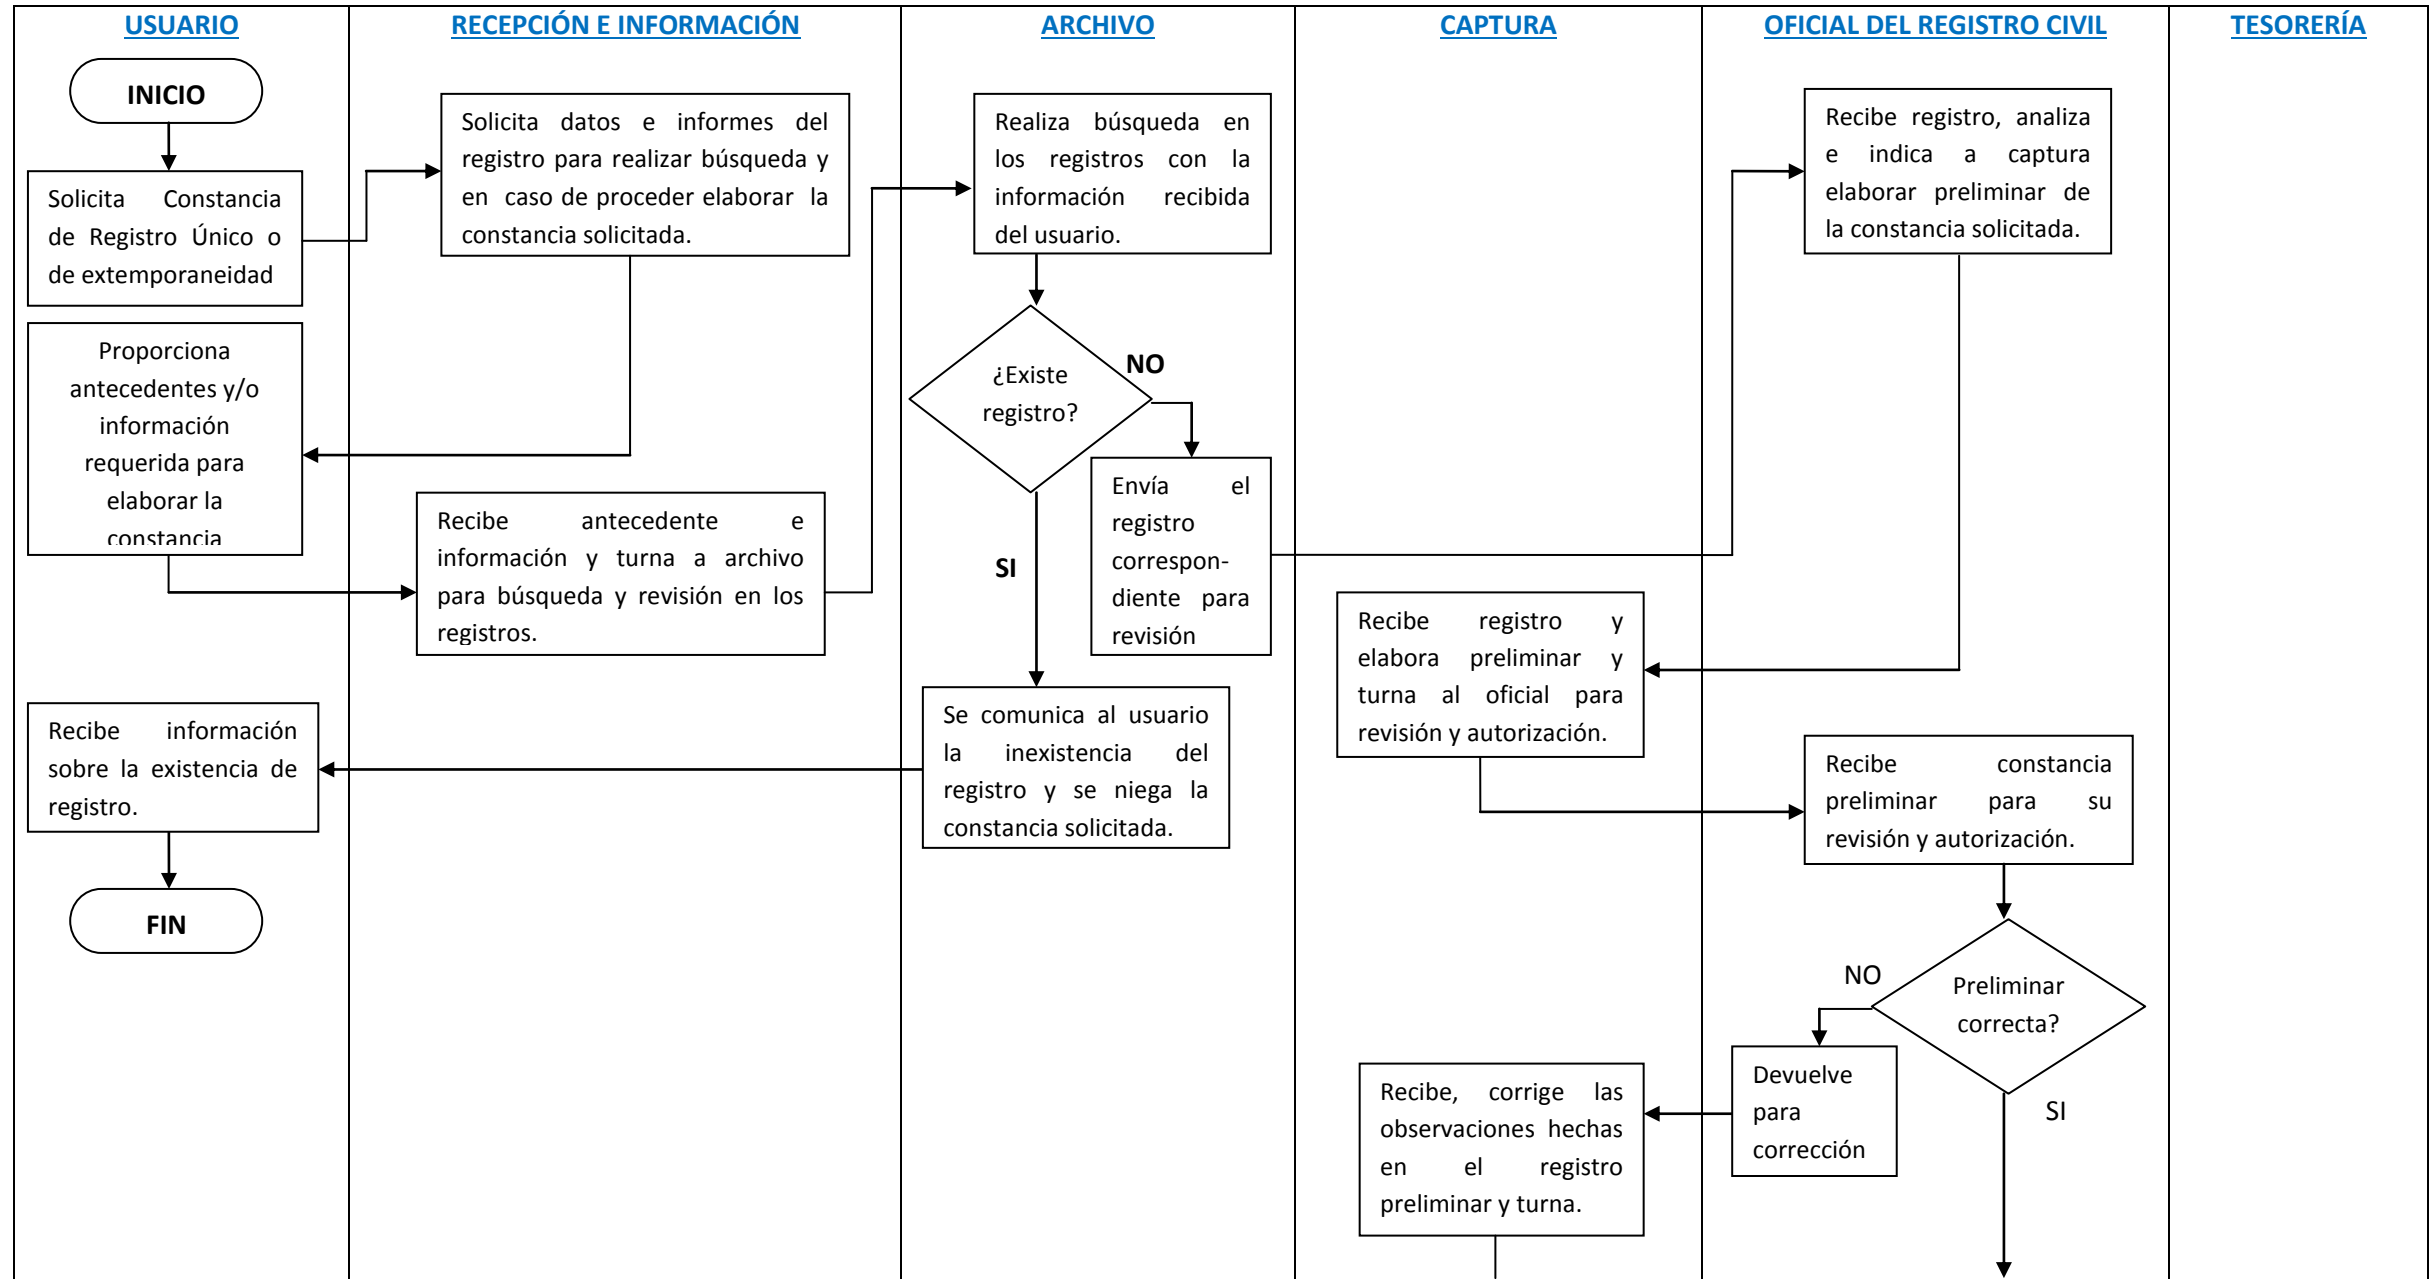 USUARIO
RECEPCIÓN E INFORMACIÓN
ARCHIVO
CAPTURA
OFICIAL DEL REGISTRO CIVIL
TESORERÍA
INICIO
Solicita Constancia
de Registro Único o
de extemporaneidad
Solicita datos e informes del
registro para realizar búsqueda y
en caso de proceder elaborar la
constancia solicitada.
Proporciona
antecedentes y/o
información
requerida para
elaborar la
constancia
Recibe antecedente e
información y turna a archivo
para búsqueda y revisión en los
registros.
Realiza búsqueda en
los registros con la
información recibida
del usuario.
¿Existe
registro?
NO
SI
Envía el
registro
correspon-
diente para
revisión
Se comunica al usuario
la inexistencia del
registro y se niega la
constancia solicitada.
Recibe información
sobre la existencia de
registro.
FIN
Recibe registro, analiza
e indica a captura
elaborar preliminar de
la constancia solicitada.
Recibe registro y
elabora preliminar y
turna al oficial para
revisión y autorización.
Recibe constancia
preliminar para su
revisión y autorización.
Preliminar
correcta?
NO
SI
Devuelve
para
corrección
Recibe, corrige las
observaciones hechas
en el registro
preliminar y turna.